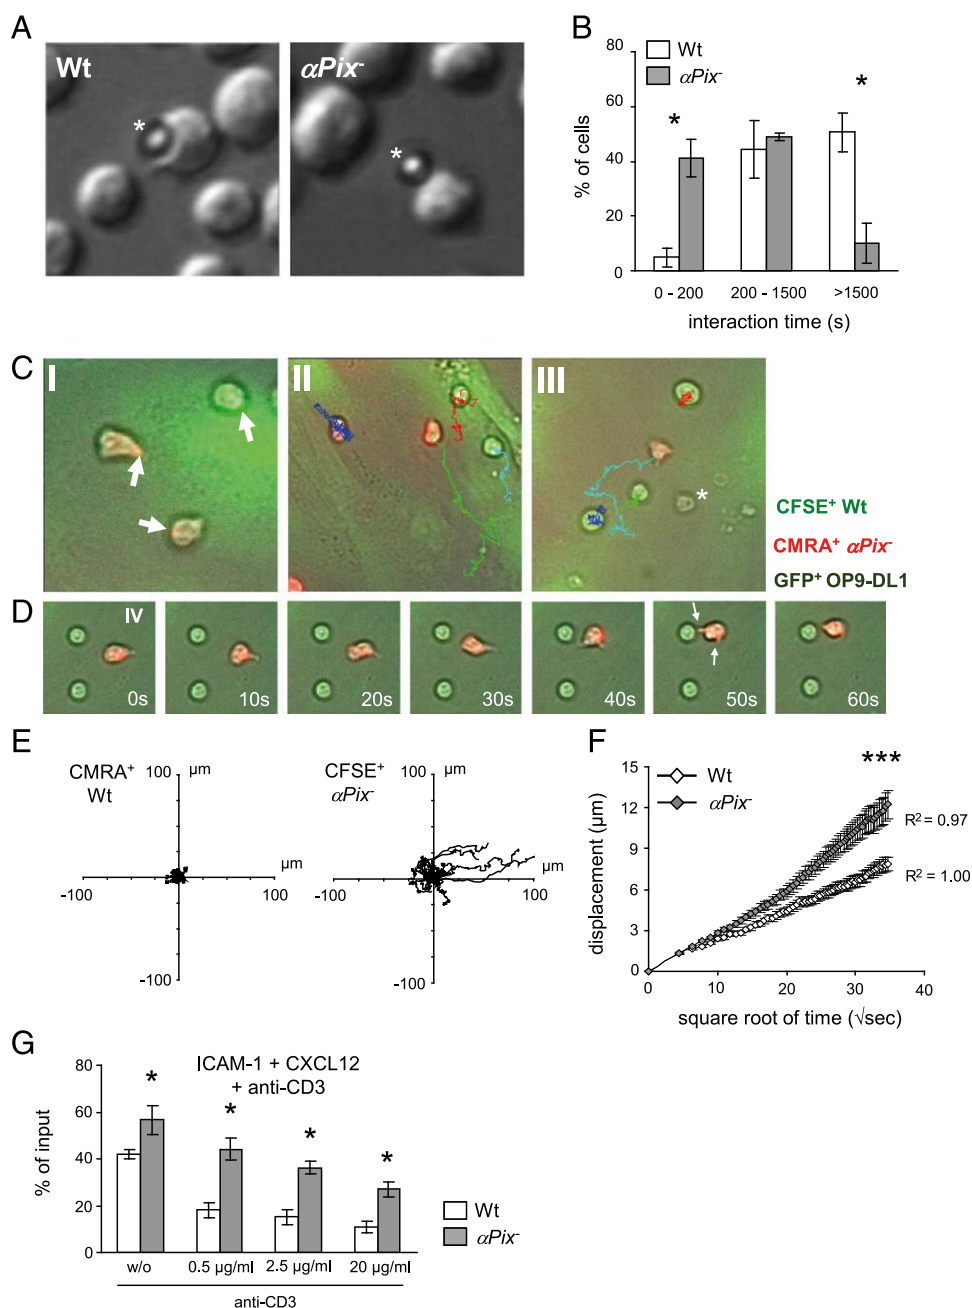 A
Wt
*
αPix-
*
B
Wt
αPix-
80
60
40
20
0
% of cells
*
*
0 - 200
200 - 1500
>1500
interaction time (s)
C
I
II
III
*
CFSE+ Wt
CMRA+ αPix-
GFP+ OP9-DL1
D
IV
0s
10s
20s
30s
40s
50s
60s
E
CMRA+
Wt
100
µm
µm
-100
-100
CFSE+
αPix-
100
µm
µm
-100
100
-100
F
***
Wt
αPix-
15
12
9
6
3
0
displacement (µm)
R2 = 0.97
R2 = 1.00
0
10
20
30
40
square root of time (√sec)
G
ICAM-1 + CXCL12
+ anti-CD3
80
60
40
20
0
% of input
*
*
*
*
Wt
αPix-
w/o
0.5 µg/ml
2.5 µg/ml
20 µg/ml
anti-CD3